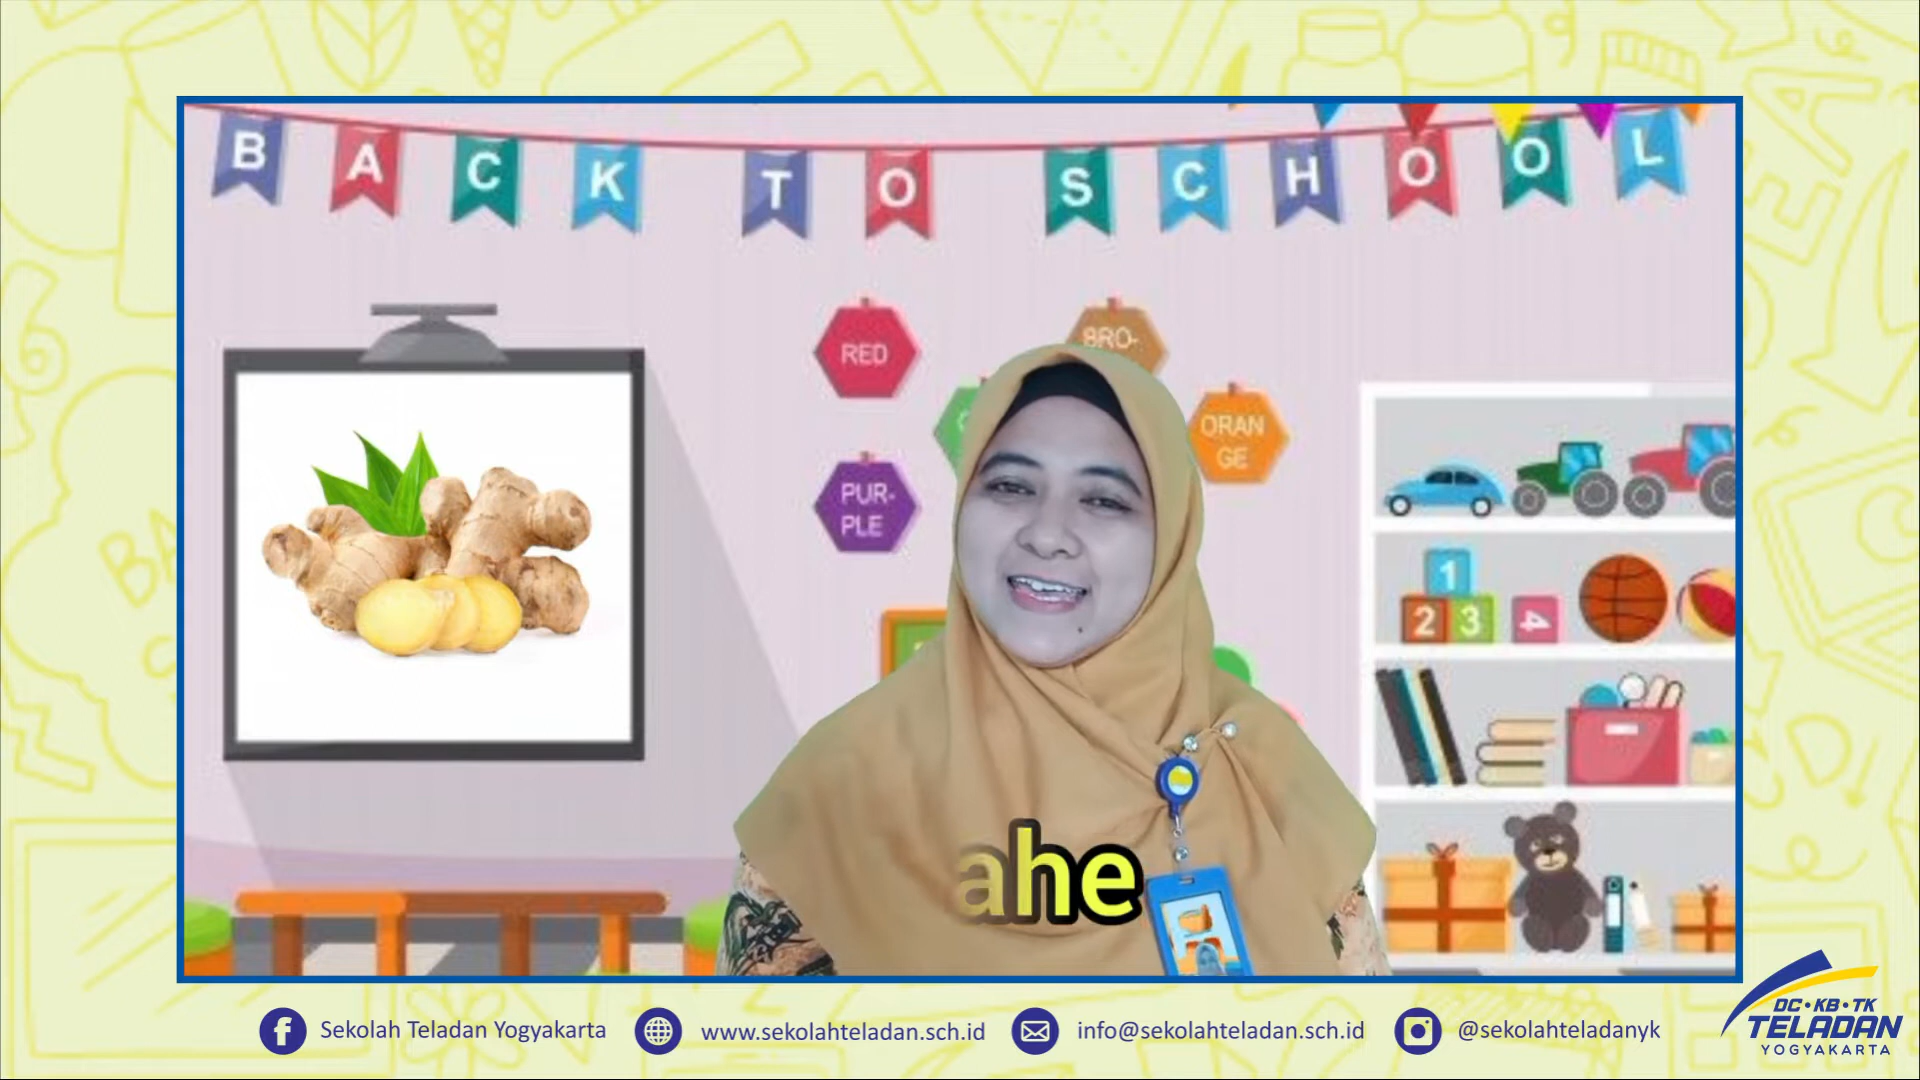 BACK TO SCHOOL
RED
BRO-
ORAN
GE
PUR-
PLE
1
2 3 4
ahe
Sekolah Teladan Yogyakarta
www.sekolahteladan.sch.id
info@sekolahteladan.sch.id
@sekolahteladanyk
DC•KB•TK
TELADAN
YOGYAKARTA